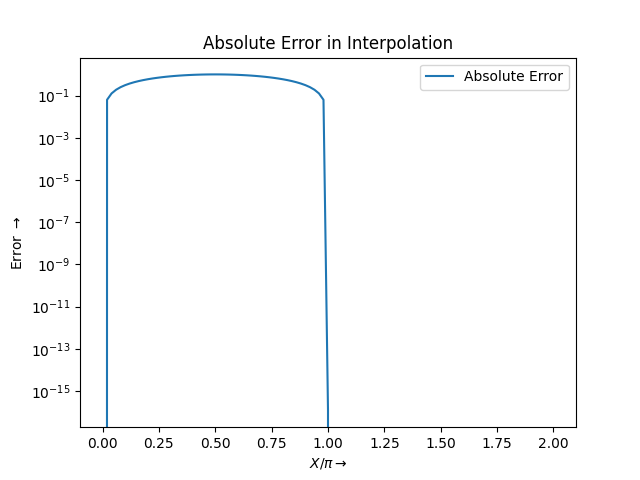 Absolute Error in Interpolation
Absolute Error
Error →
10⁻¹
10⁻³
10⁻⁵
10⁻⁷
10⁻⁹
10⁻¹¹
10⁻¹³
10⁻¹⁵
0.00 0.25 0.50 0.75 1.00 1.25 1.50 1.75 2.00
X/π→